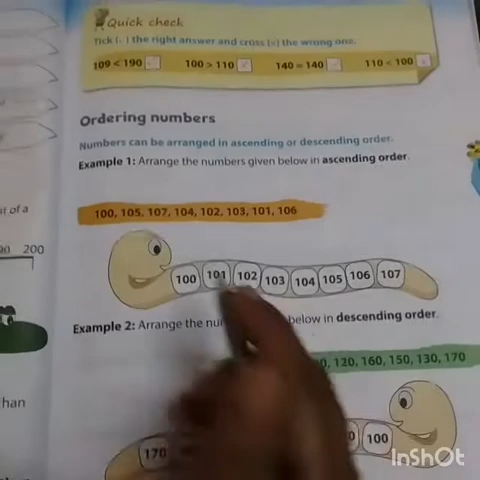 Quick check
Tick (✓) the right answer and cross (×) the wrong one.
109 < 190 100 > 110 140 = 140 110 < 100
Ordering numbers
Numbers can be arranged in ascending or descending order.
Example 1: Arrange the numbers given below in ascending order.
100, 105, 107, 104, 102, 103, 101, 106
100 101 102 103 104 105 106 107
Example 2: Arrange the below in descending order.
120, 160, 150, 130, 170
170 100
of a
200
han
InShOt